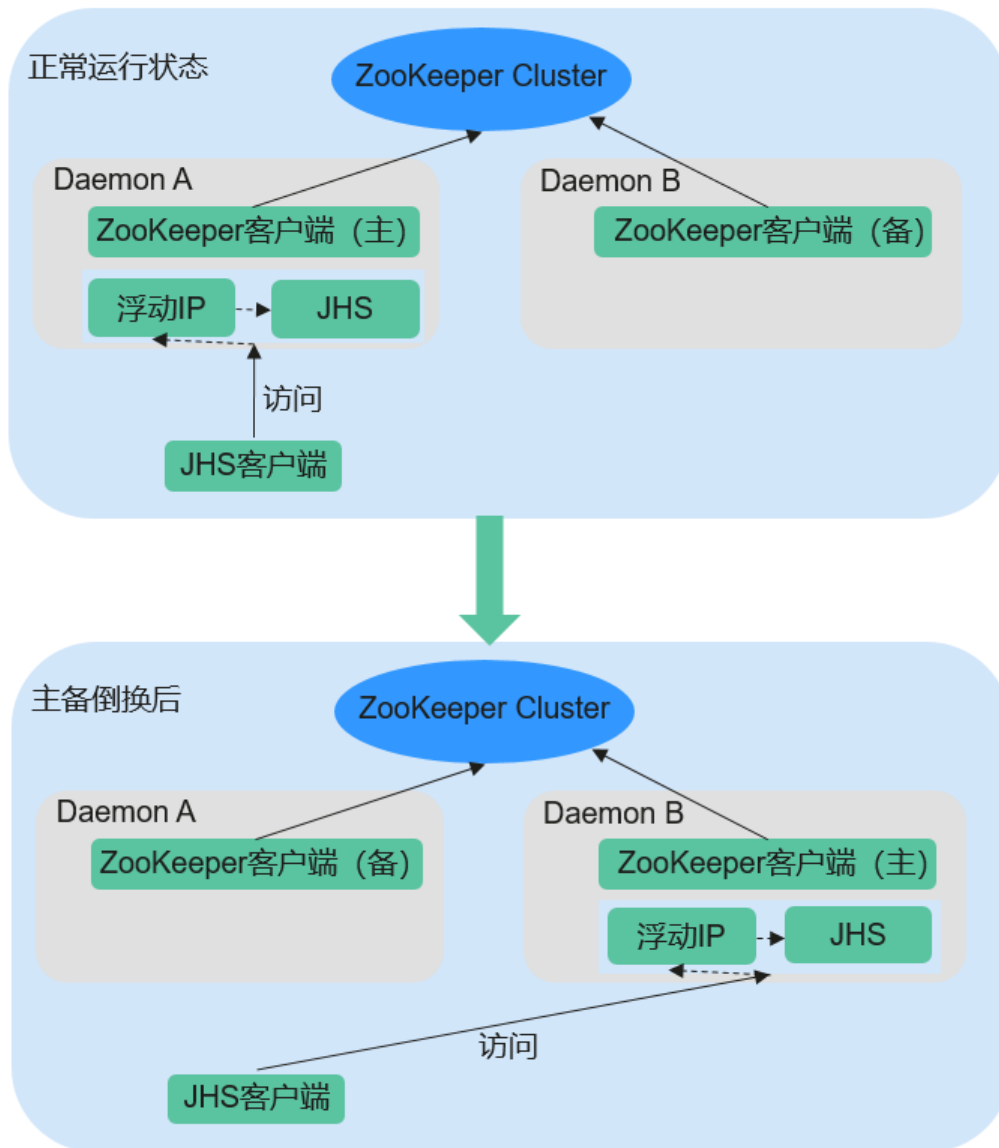 正常运行状态
ZooKeeper Cluster
Daemon A
Daemon B
ZooKeeper客户端（主）
ZooKeeper客户端（备）
浮动IP
JHS
访问
JHS客户端
主备倒换后
ZooKeeper Cluster
Daemon A
Daemon B
ZooKeeper客户端（备）
ZooKeeper客户端（主）
浮动IP
JHS
访问
JHS客户端